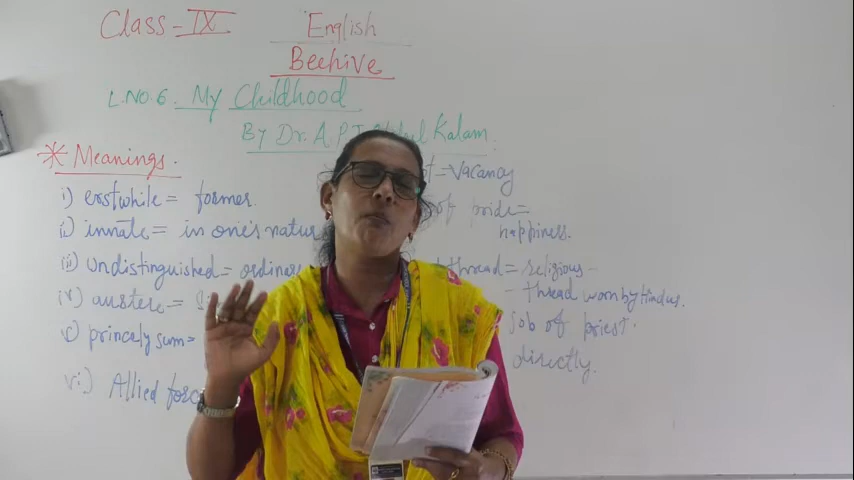 Class - IX English
Beehive
L.NO.6. My Childhood
By Dr. A P J Kalam.
* Meanings.
i) erstwhile = former.
ii) innate = in one's natur
iii) undistinguished = ordinary
iv) austere =
v) princely sum =
vi) Allied forc
= Vacancy
of pride =
happiness.
thread = religious -
- thread worn by Hindus.
job of priest.
directly.